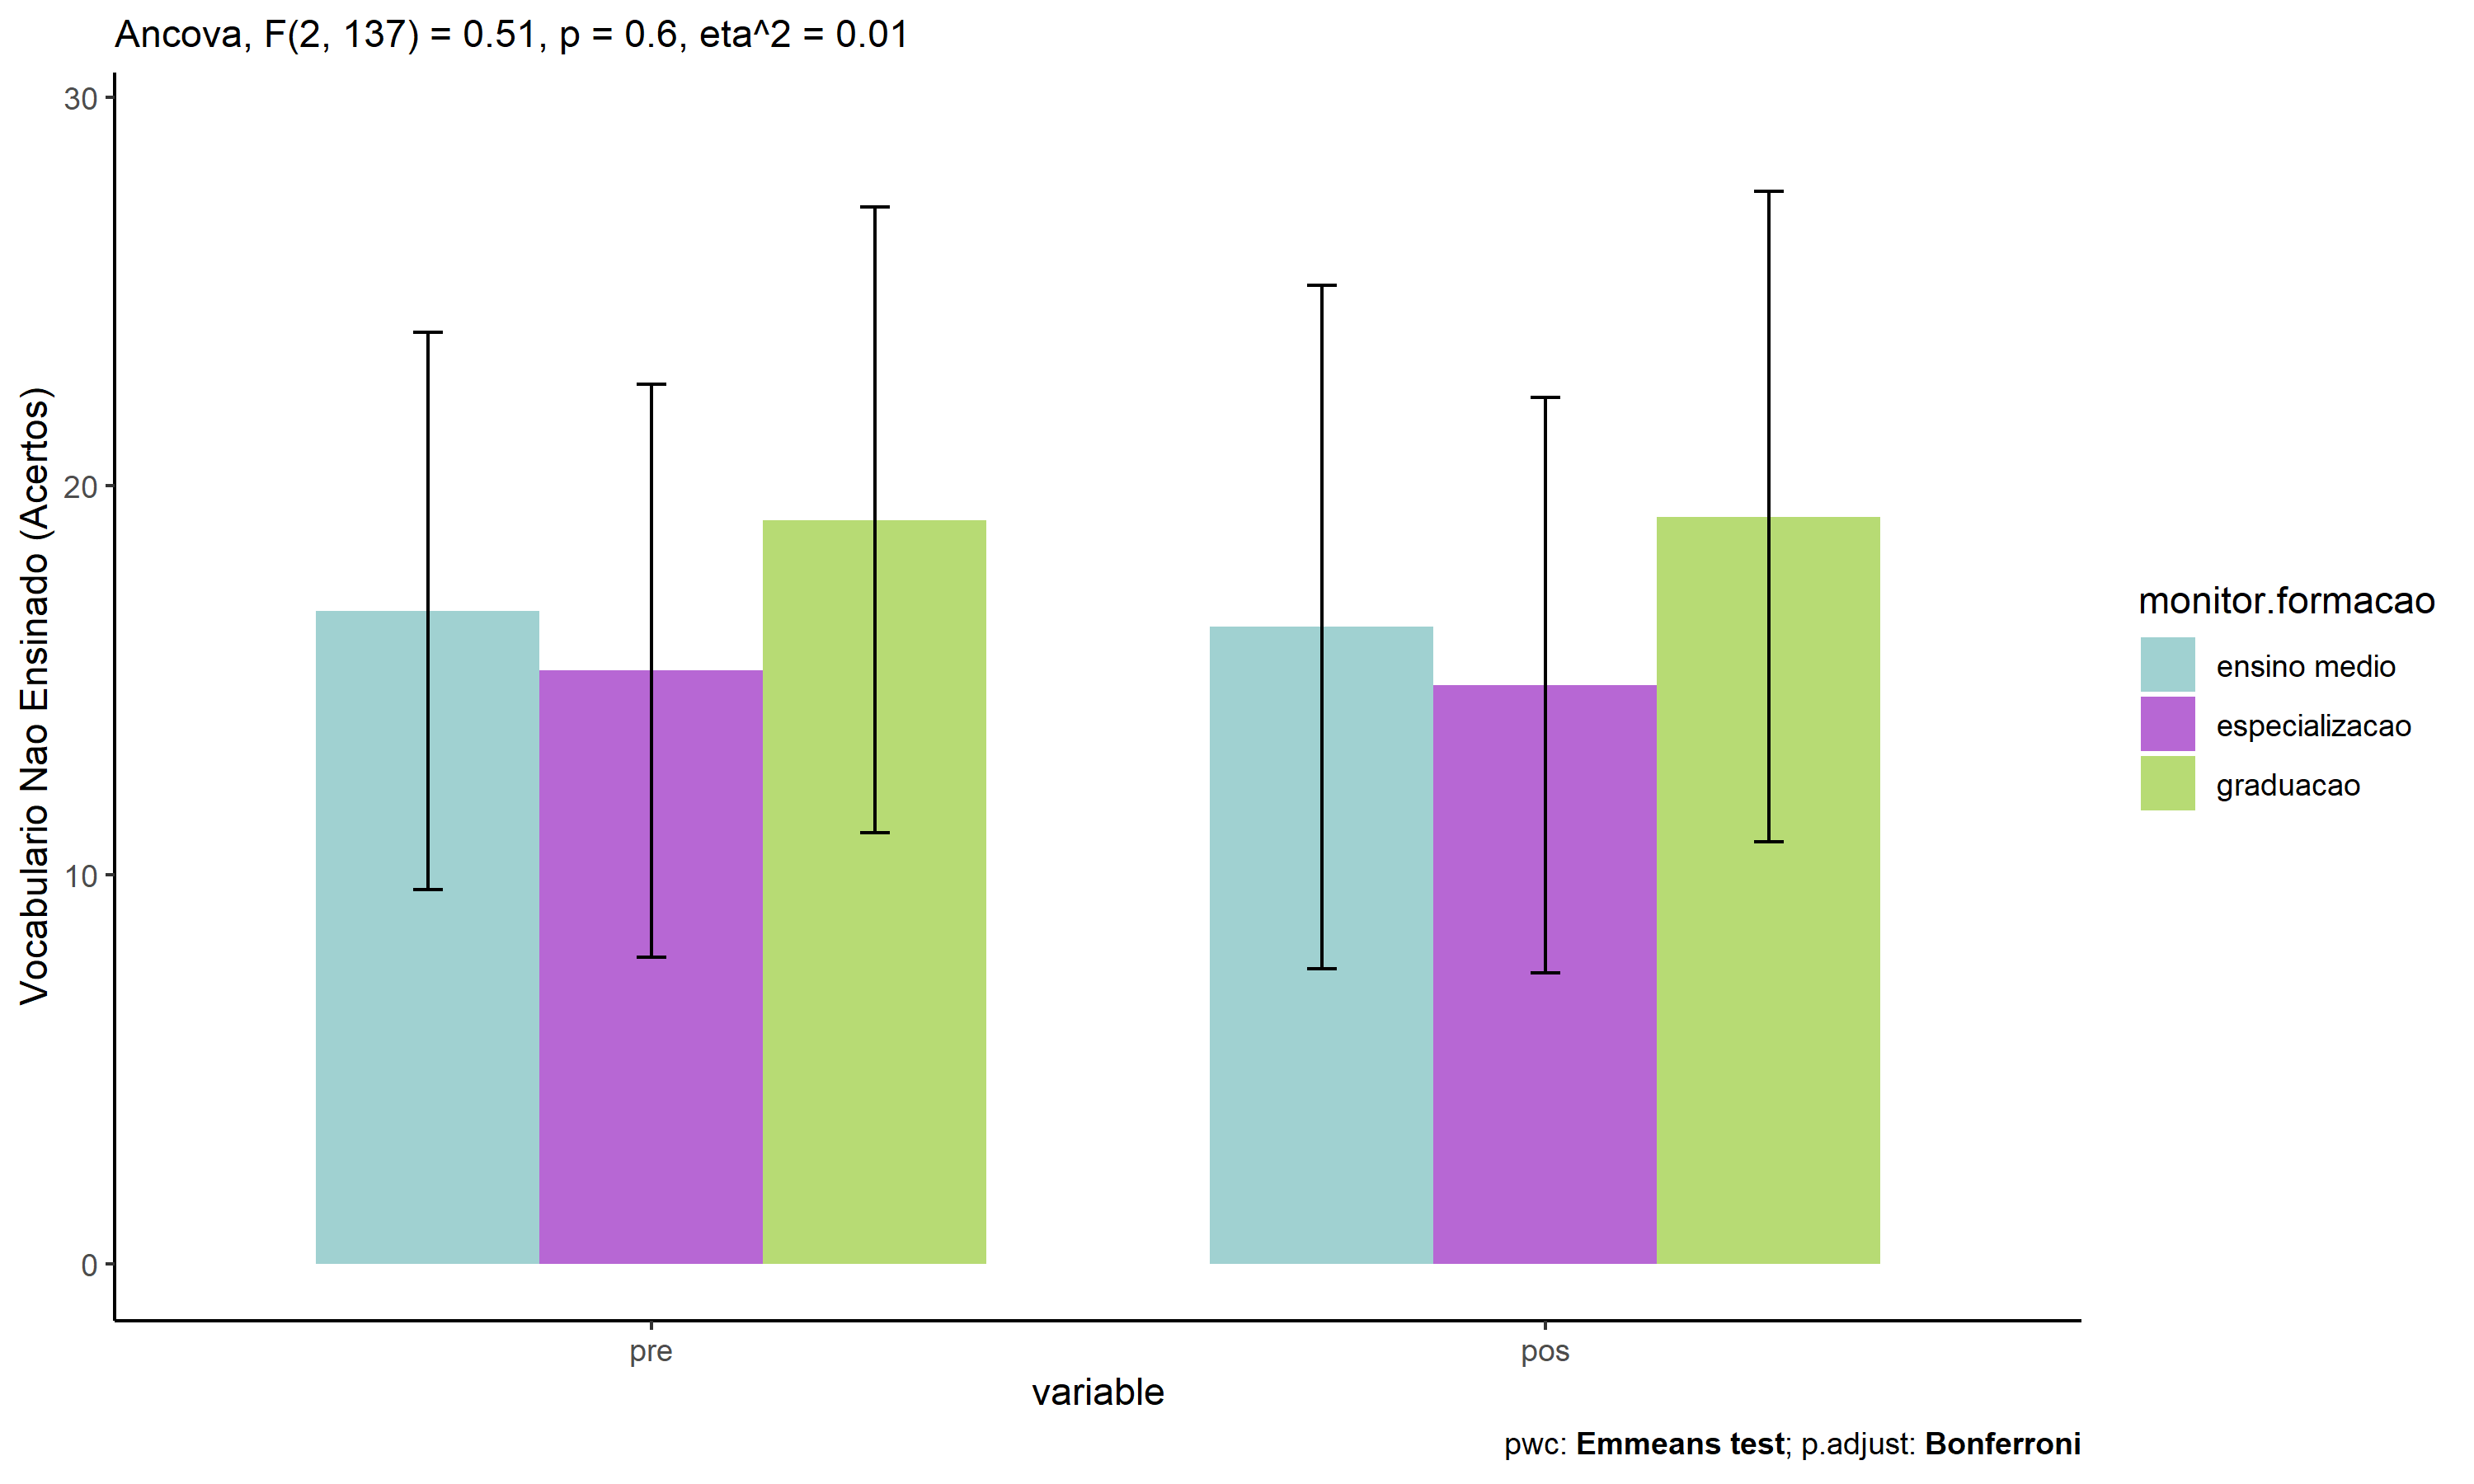 Ancova, F(2, 137) = 0.51, p = 0.6, eta^2 = 0.01
30
20
10
0
Vocabulario Nao Ensinado (Acertos)
pre
pos
variable
monitor.formacao
ensino medio
especializacao
graduacao
pwc: Emmeans test; p.adjust: Bonferroni